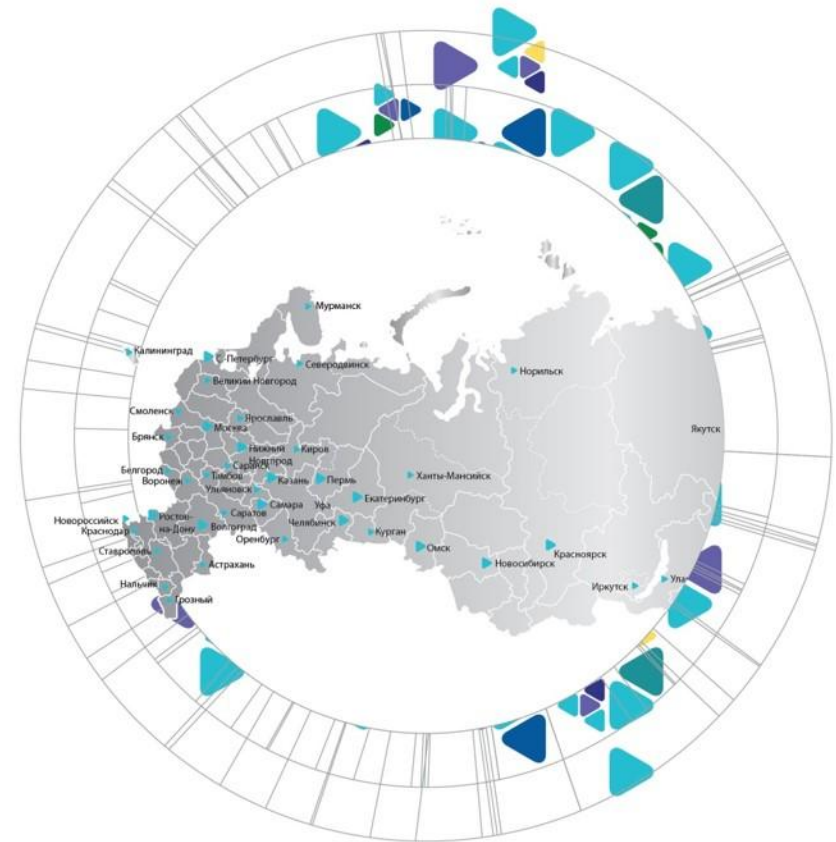 Мурманск
Калининград
С.-Петербург
Северодвинск
Норильск
Великий Новгород
Смоленск
Ярославль
Москва
Якутск
Брянск
Нижний
Новгород
Киров
Саранск
Белгород
Тамбов
Воронеж
Казань
Пермь
Ханты-Мансийск
Ульяновск
Екатеринбург
Самара
Уфа
Саратов
Ростов-
на-Дону
Новороссийск
Челябинск
Волгоград
Краснодар
Курган
Оренбург
Омск
Ставрополь
Красноярск
Астрахань
Новосибирск
Нальчик
Иркутск
Ула-
Грозный